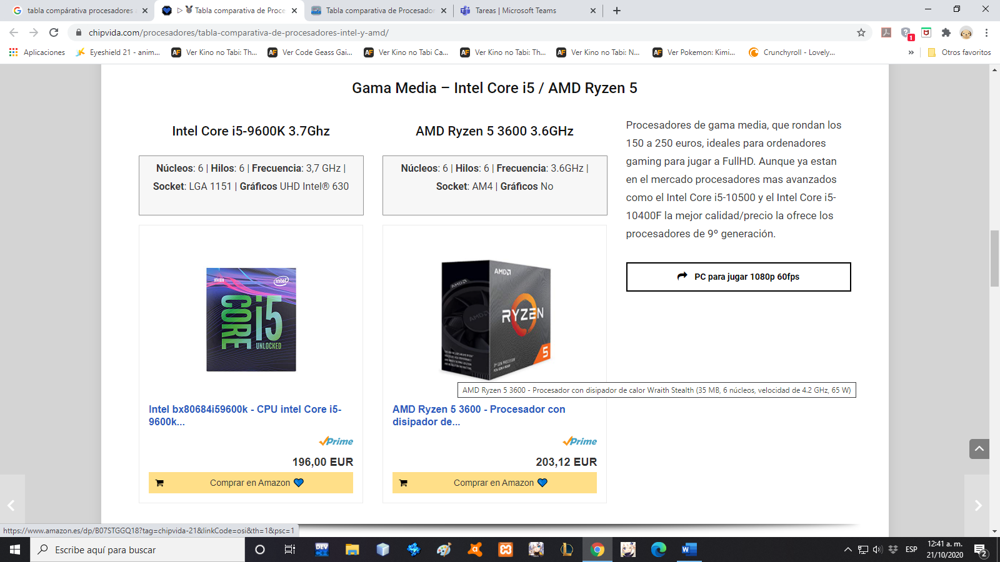 tabla compárativa procesadores
Tabla comparativa de Proce
Tabla comparativa de Procesador
Tareas | Microsoft Teams
chipvida.com/procesadores/tabla-comparativa-de-procesadores-intel-y-amd/
1
Aplicaciones
Eyeshield 21 - anim...
Ver Kino no Tabi: Th...
Ver Code Geass Gai...
Ver Kino no Tabi Ca...
Ver Kino no Tabi: Th...
Ver Kino no Tabi: N...
Ver Pokemon: Kimi...
Crunchyroll - Lovely...
»
Otros favoritos
Gama Media – Intel Core i5 / AMD Ryzen 5
Intel Core i5-9600K 3.7Ghz
Núcleos: 6 | Hilos: 6 | Frecuencia: 3,7 GHz |
Socket: LGA 1151 | Gráficos UHD Intel® 630
9TH GEN
intel
CORE i5
UNLOCKED
Intel bx80684i59600k - CPU intel Core i5-
9600k...
Prime
196,00 EUR
Comprar en Amazon
AMD Ryzen 5 3600 3.6GHz
Núcleos: 6 | Hilos: 6 | Frecuencia: 3.6GHz |
Socket: AM4 | Gráficos No
AMD
AMD
AMD
RYZEN
5
AMD Ryzen 5 3600 - Procesador con disipador de calor Wraith Stealth (35 MB, 6 núcleos, velocidad de 4.2 GHz, 65 W)
AMD Ryzen 5 3600 - Procesador con
disipador de...
Prime
203,12 EUR
Comprar en Amazon
Procesadores de gama media, que rondan los
150 a 250 euros, ideales para ordenadores
gaming para jugar a FullHD. Aunque ya estan
en el mercado procesadores mas avanzados
como el Intel Core i5-10500 y el Intel Core i5-
10400F la mejor calidad/precio la ofrece los
procesadores de 9º generación.
PC para jugar 1080p 60fps
https://www.amazon.es/dp/B07STGGQ18?tag=chipvida-21&linkCode=osi&th=1&psc=1
Escribe aquí para buscar
DEV
ESP
12:41 a. m.
21/10/2020
2